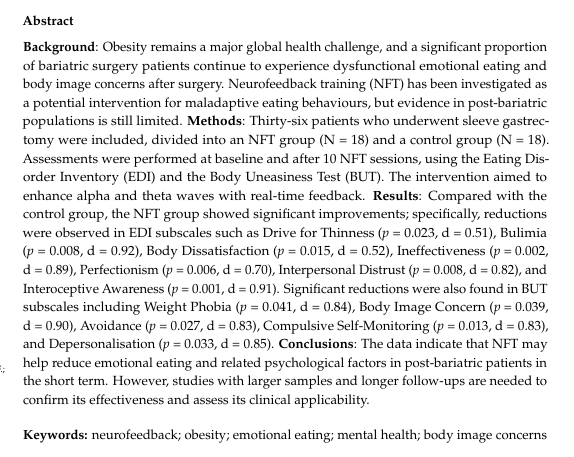 Abstract
Background: Obesity remains a major global health challenge, and a significant proportion
of bariatric surgery patients continue to experience dysfunctional emotional eating and
body image concerns after surgery. Neurofeedback training (NFT) has been investigated as
a potential intervention for maladaptive eating behaviours, but evidence in post-bariatric
populations is still limited. Methods: Thirty-six patients who underwent sleeve gastrec-
tomy were included, divided into an NFT group (N = 18) and a control group (N = 18).
Assessments were performed at baseline and after 10 NFT sessions, using the Eating Dis-
order Inventory (EDI) and the Body Uneasiness Test (BUT). The intervention aimed to
enhance alpha and theta waves with real-time feedback. Results: Compared with the
control group, the NFT group showed significant improvements; specifically, reductions
were observed in EDI subscales such as Drive for Thinness (p = 0.023, d = 0.51), Bulimia
(p = 0.008, d = 0.92), Body Dissatisfaction (p = 0.015, d = 0.52), Ineffectiveness (p = 0.002,
d = 0.89), Perfectionism (p = 0.006, d = 0.70), Interpersonal Distrust (p = 0.008, d = 0.82), and
Interoceptive Awareness (p = 0.001, d = 0.91). Significant reductions were also found in BUT
subscales including Weight Phobia (p = 0.041, d = 0.84), Body Image Concern (p = 0.039,
d = 0.90), Avoidance (p = 0.027, d = 0.83), Compulsive Self-Monitoring (p = 0.013, d = 0.83),
and Depersonalisation (p = 0.033, d = 0.85). Conclusions: The data indicate that NFT may
help reduce emotional eating and related psychological factors in post-bariatric patients in
the short term. However, studies with larger samples and longer follow-ups are needed to
confirm its effectiveness and assess its clinical applicability.
Keywords: neurofeedback; obesity; emotional eating; mental health; body image concerns